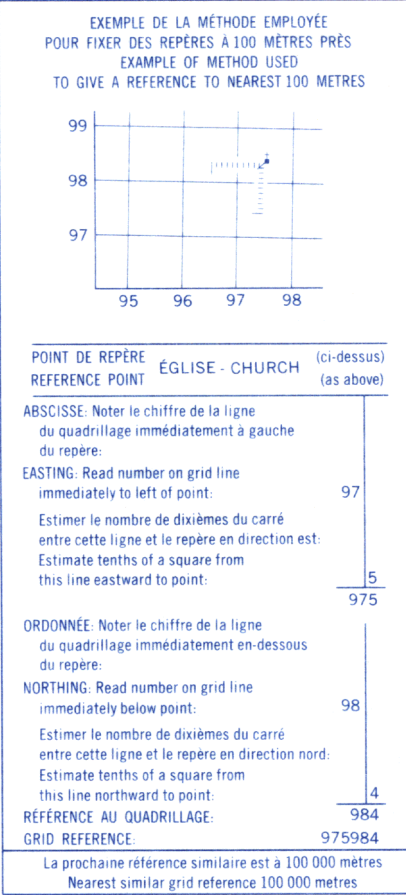 EXEMPLE DE LA MÉTHODE EMPLOYÉE
POUR FIXER DES REPÈRES À 100 MÈTRES PRÈS
EXAMPLE OF METHOD USED
TO GIVE A REFERENCE TO NEAREST 100 METRES
99
98
97
95 96 97 98
POINT DE REPÈRE
REFERENCE POINT
ÉGLISE - CHURCH
(ci-dessus)
(as above)
ABSCISSE: Noter le chiffre de la ligne
du quadrillage immédiatement à gauche
du repère:
EASTING: Read number on grid line
immediately to left of point: 97
Estimer le nombre de dixièmes du carré
entre cette ligne et le repère en direction est:
Estimate tenths of a square from
this line eastward to point: 5
975
ORDONNÉE: Noter le chiffre de la ligne
du quadrillage immédiatement en-dessous
du repère:
NORTHING: Read number on grid line
immediately below point: 98
Estimer le nombre de dixièmes du carré
entre cette ligne et le repère en direction nord:
Estimate tenths of a square from
this line northward to point: 4
RÉFÉRENCE AU QUADRILLAGE: 984
GRID REFERENCE: 975984
La prochaine référence similaire est à 100 000 mètres
Nearest similar grid reference 100 000 metres